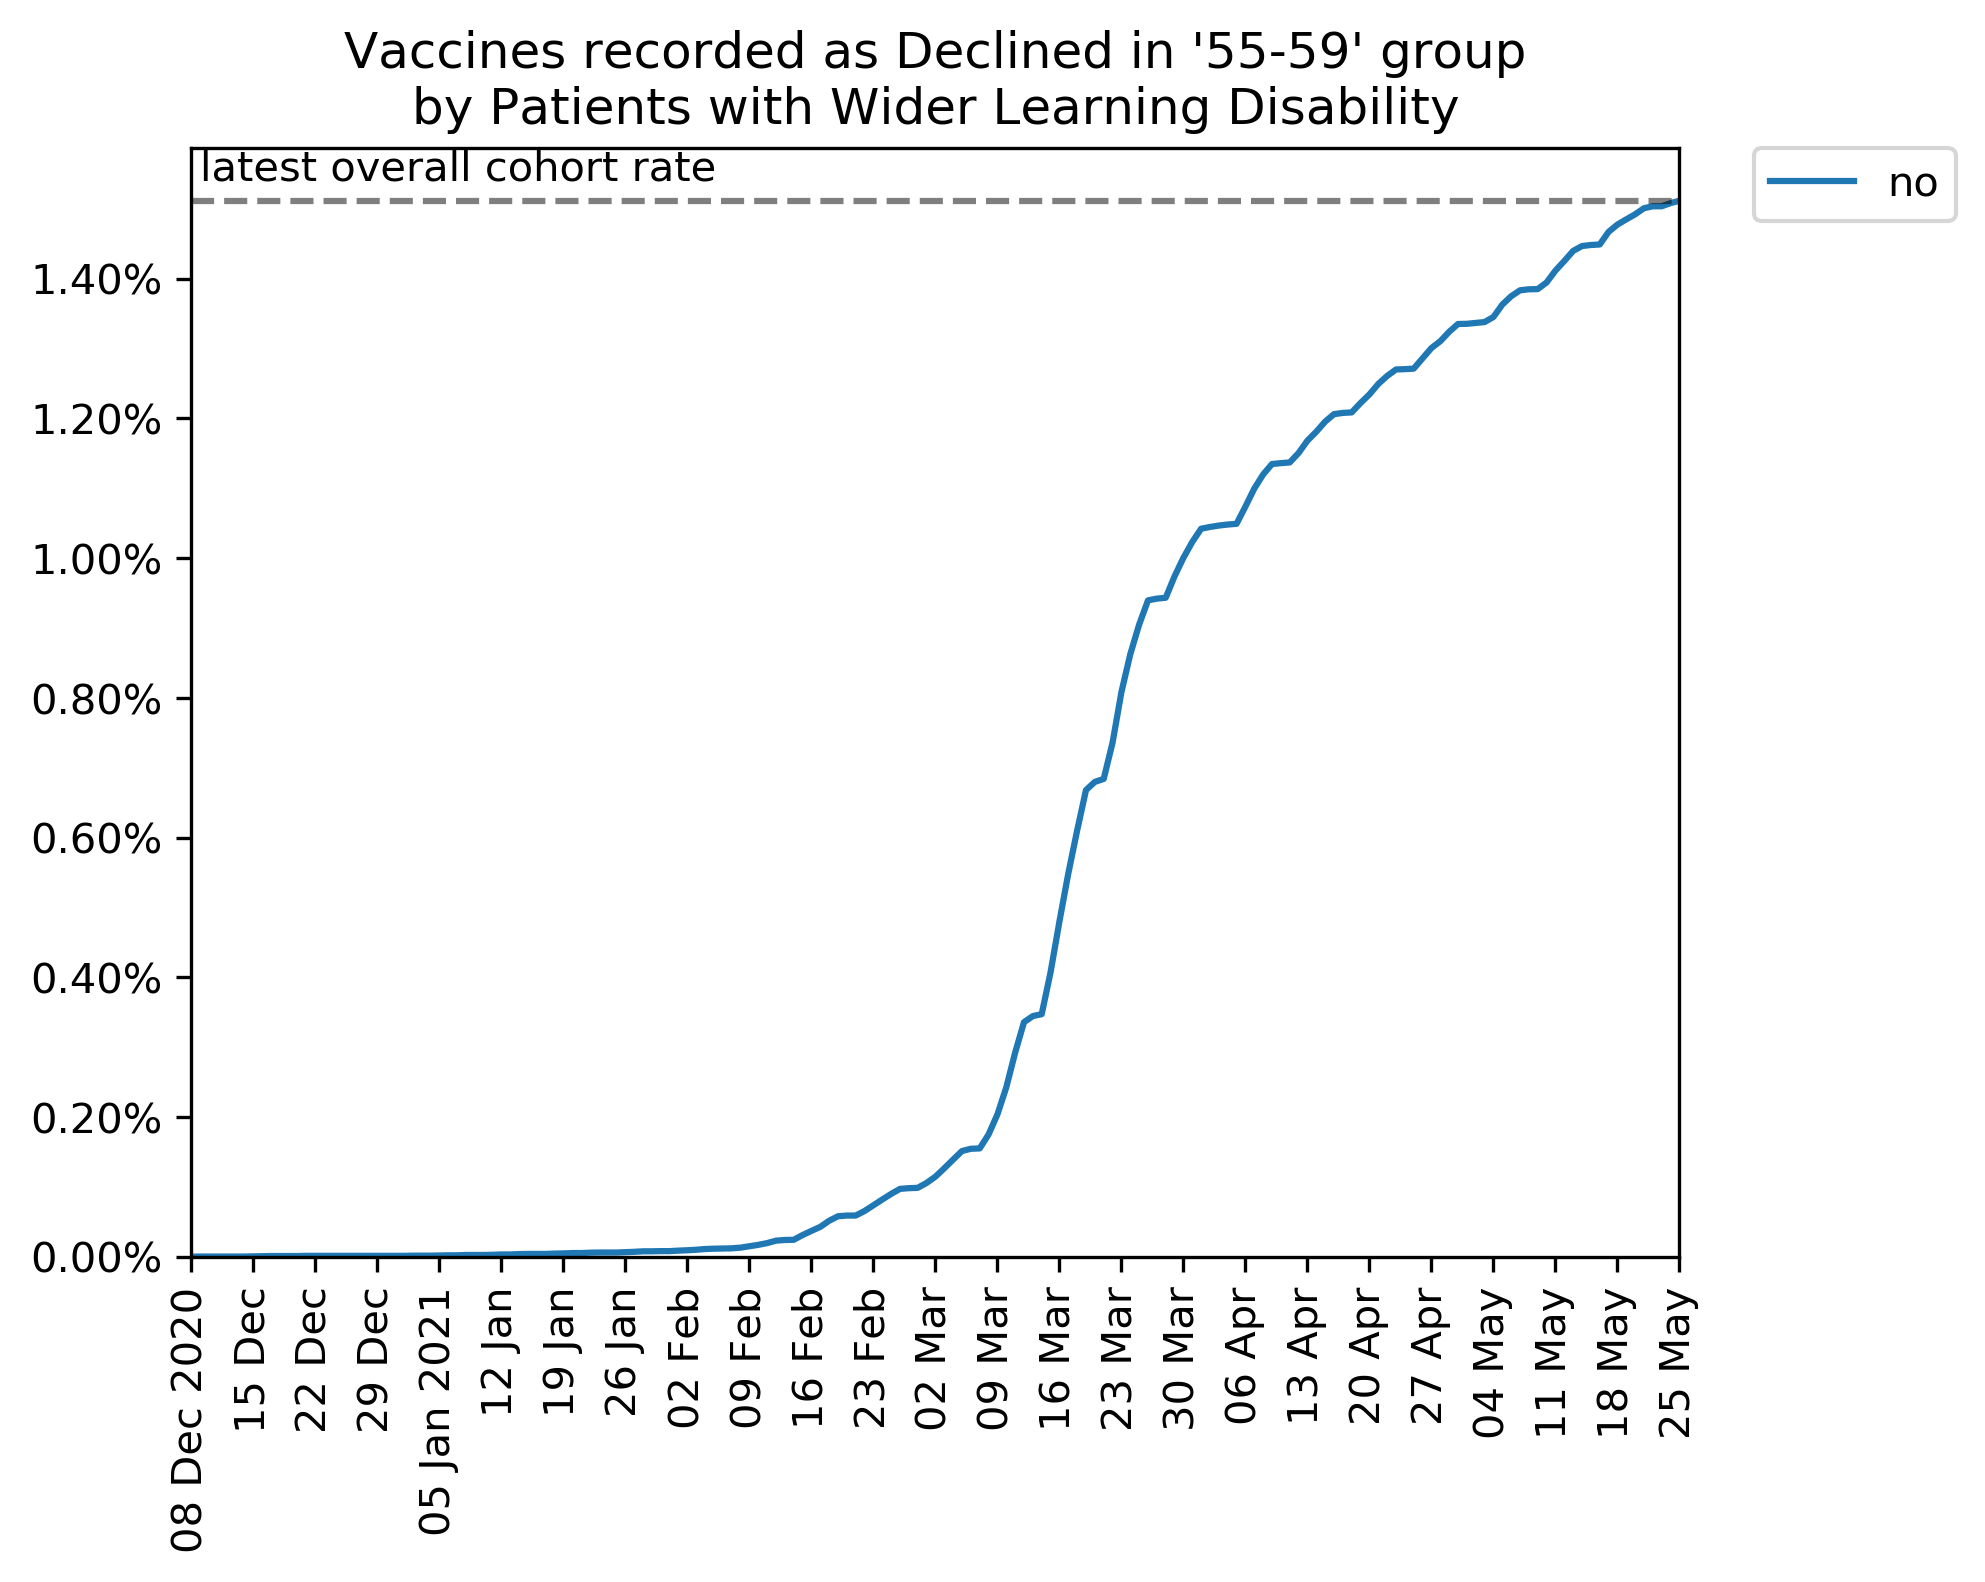 Vaccines recorded as Declined in '55-59' group
by Patients with Wider Learning Disability
latest overall cohort rate
no
1.40%
1.20%
1.00%
0.80%
0.60%
0.40%
0.20%
0.00%
08 Dec 2020
15 Dec
22 Dec
29 Dec
05 Jan 2021
12 Jan
19 Jan
26 Jan
02 Feb
09 Feb
16 Feb
23 Feb
02 Mar
09 Mar
16 Mar
23 Mar
30 Mar
06 Apr
13 Apr
20 Apr
27 Apr
04 May
11 May
18 May
25 May